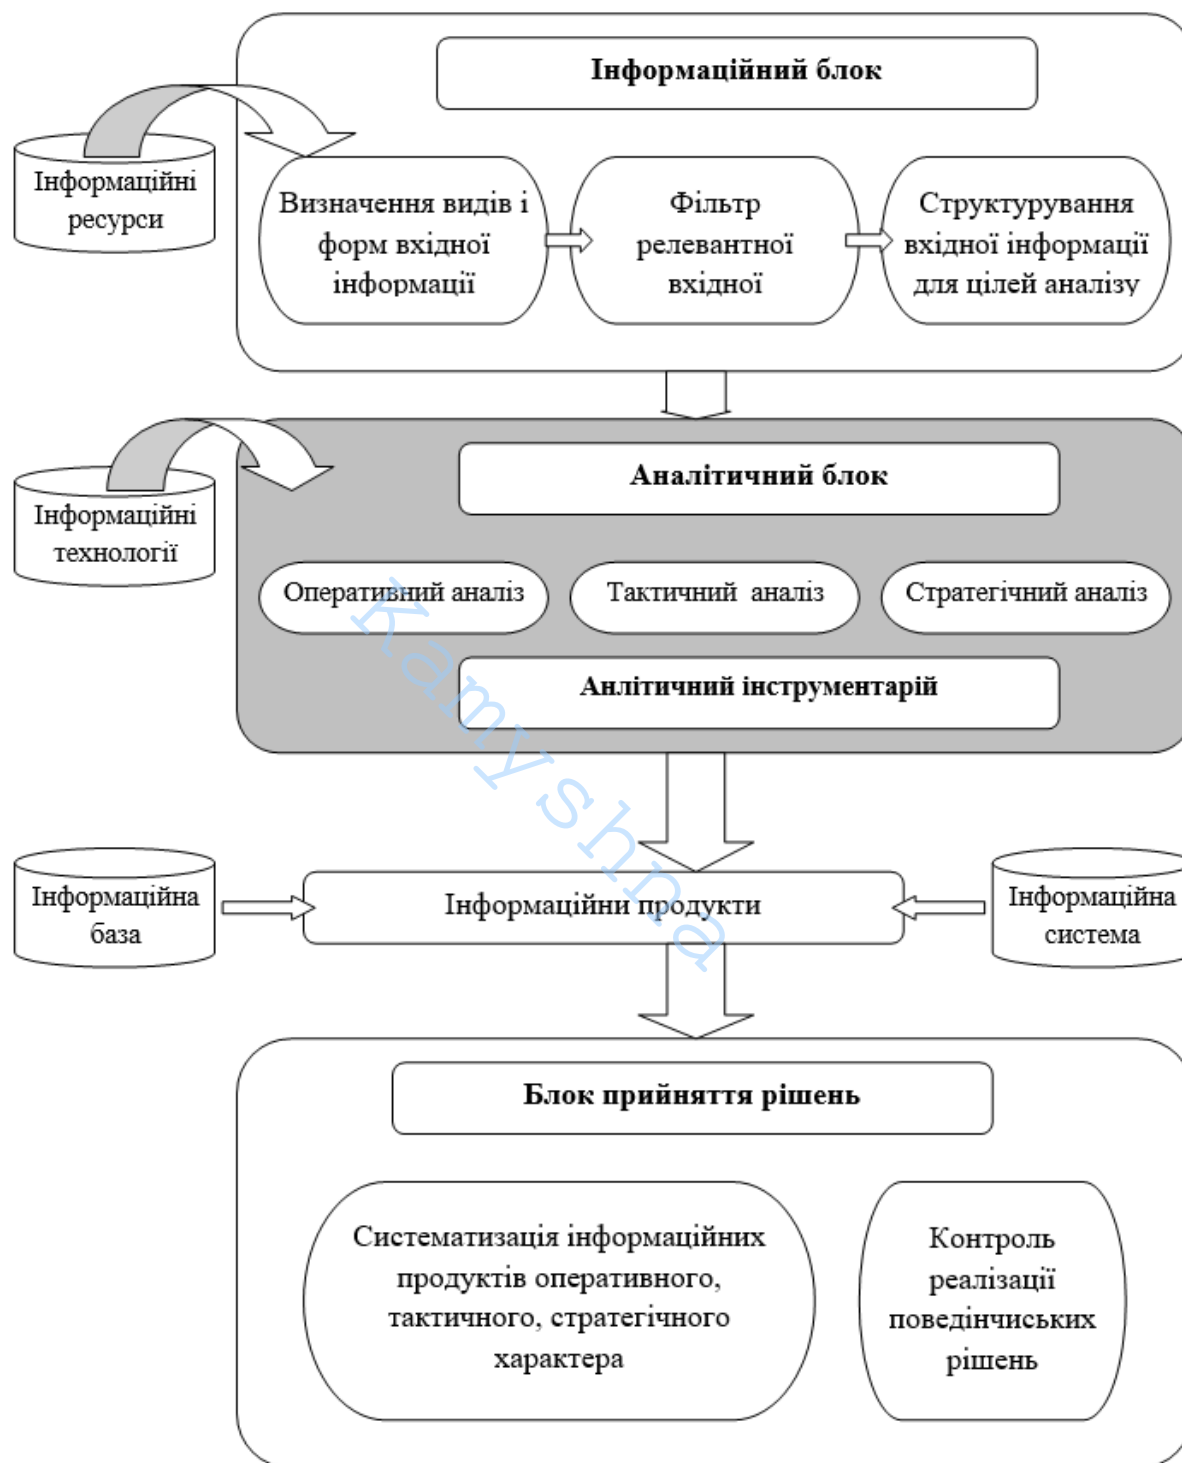 Інформаційний блок
Інформаційні
ресурси
Визначення видів і
форм вхідної
інформації
Фільтр
релевантної
вхідної
Структурування
вхідної інформації
для цілей аналізу
Аналітичний блок
Інформаційні
технології
Оперативний аналіз
Тактичний аналіз
Стратегічний аналіз
Анлітичний інструментарій
Kamyshna
Інформаційна
база
Інформаційни продукти
Інформаційна
система
Блок прийняття рішень
Систематизація інформаційних
продуктів оперативного,
тактичного, стратегічного
характера
Контроль
реалізації
поведінчиських
рішень